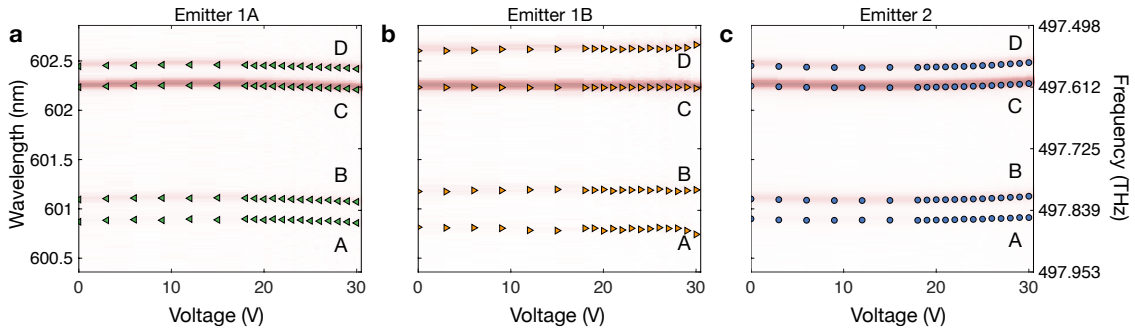 Emitter 1A
Emitter 1B
Emitter 2
a
b
c
Wavelength (nm)
602.5
602
601.5
601
600.5
D
C
B
A
0
10
20
30
Voltage (V)
D
C
B
A
0
10
20
30
Voltage (V)
D
C
B
A
0
10
20
30
Voltage (V)
497.498
497.612
497.725
497.839
497.953
Frequency (THz)